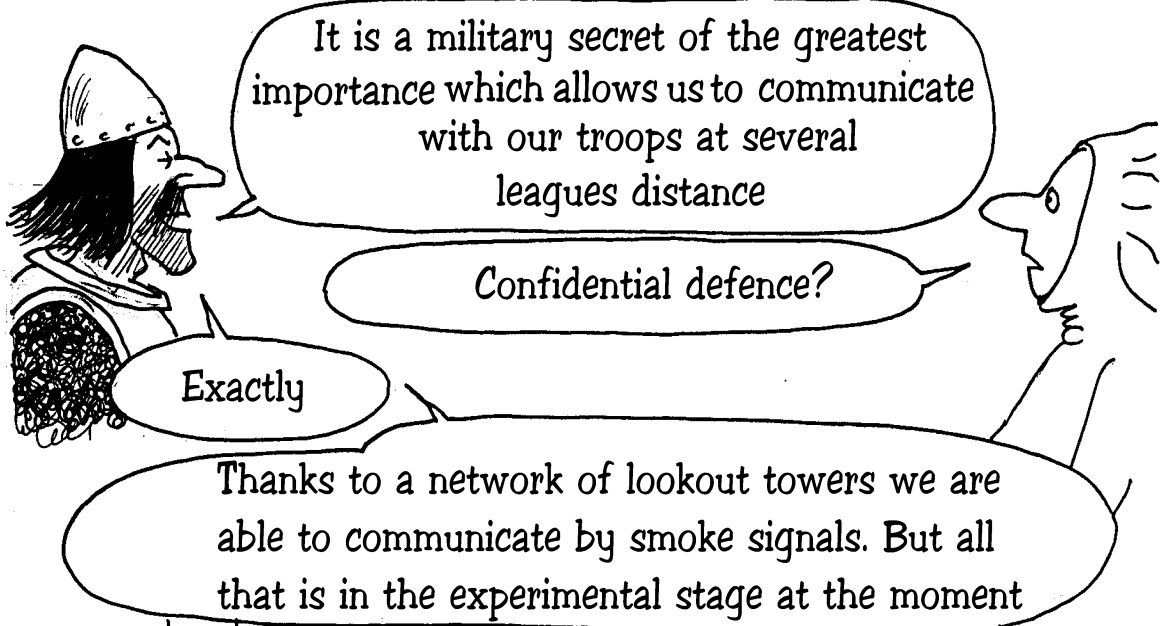 It is a military secret of the greatest
importance which allows us to communicate
with our troops at several
leagues distance
Confidential defence?
Exactly
Thanks to a network of lookout towers we are
able to communicate by smoke signals. But all
that is in the experimental stage at the moment